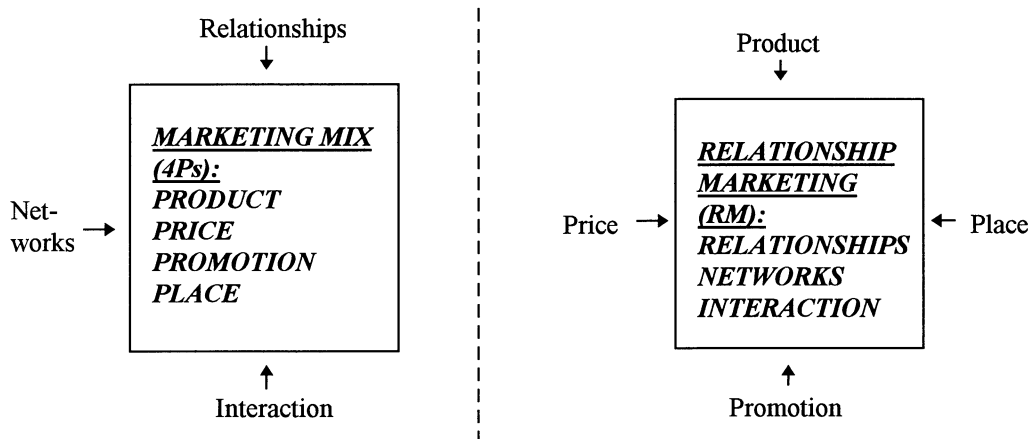 Relationships
MARKETING MIX
(4Ps):
PRODUCT
PRICE
PROMOTION
PLACE
Net-
works
Interaction
Product
RELATIONSHIP
MARKETING
(RM):
RELATIONSHIPS
NETWORKS
INTERACTION
Price
Place
Promotion